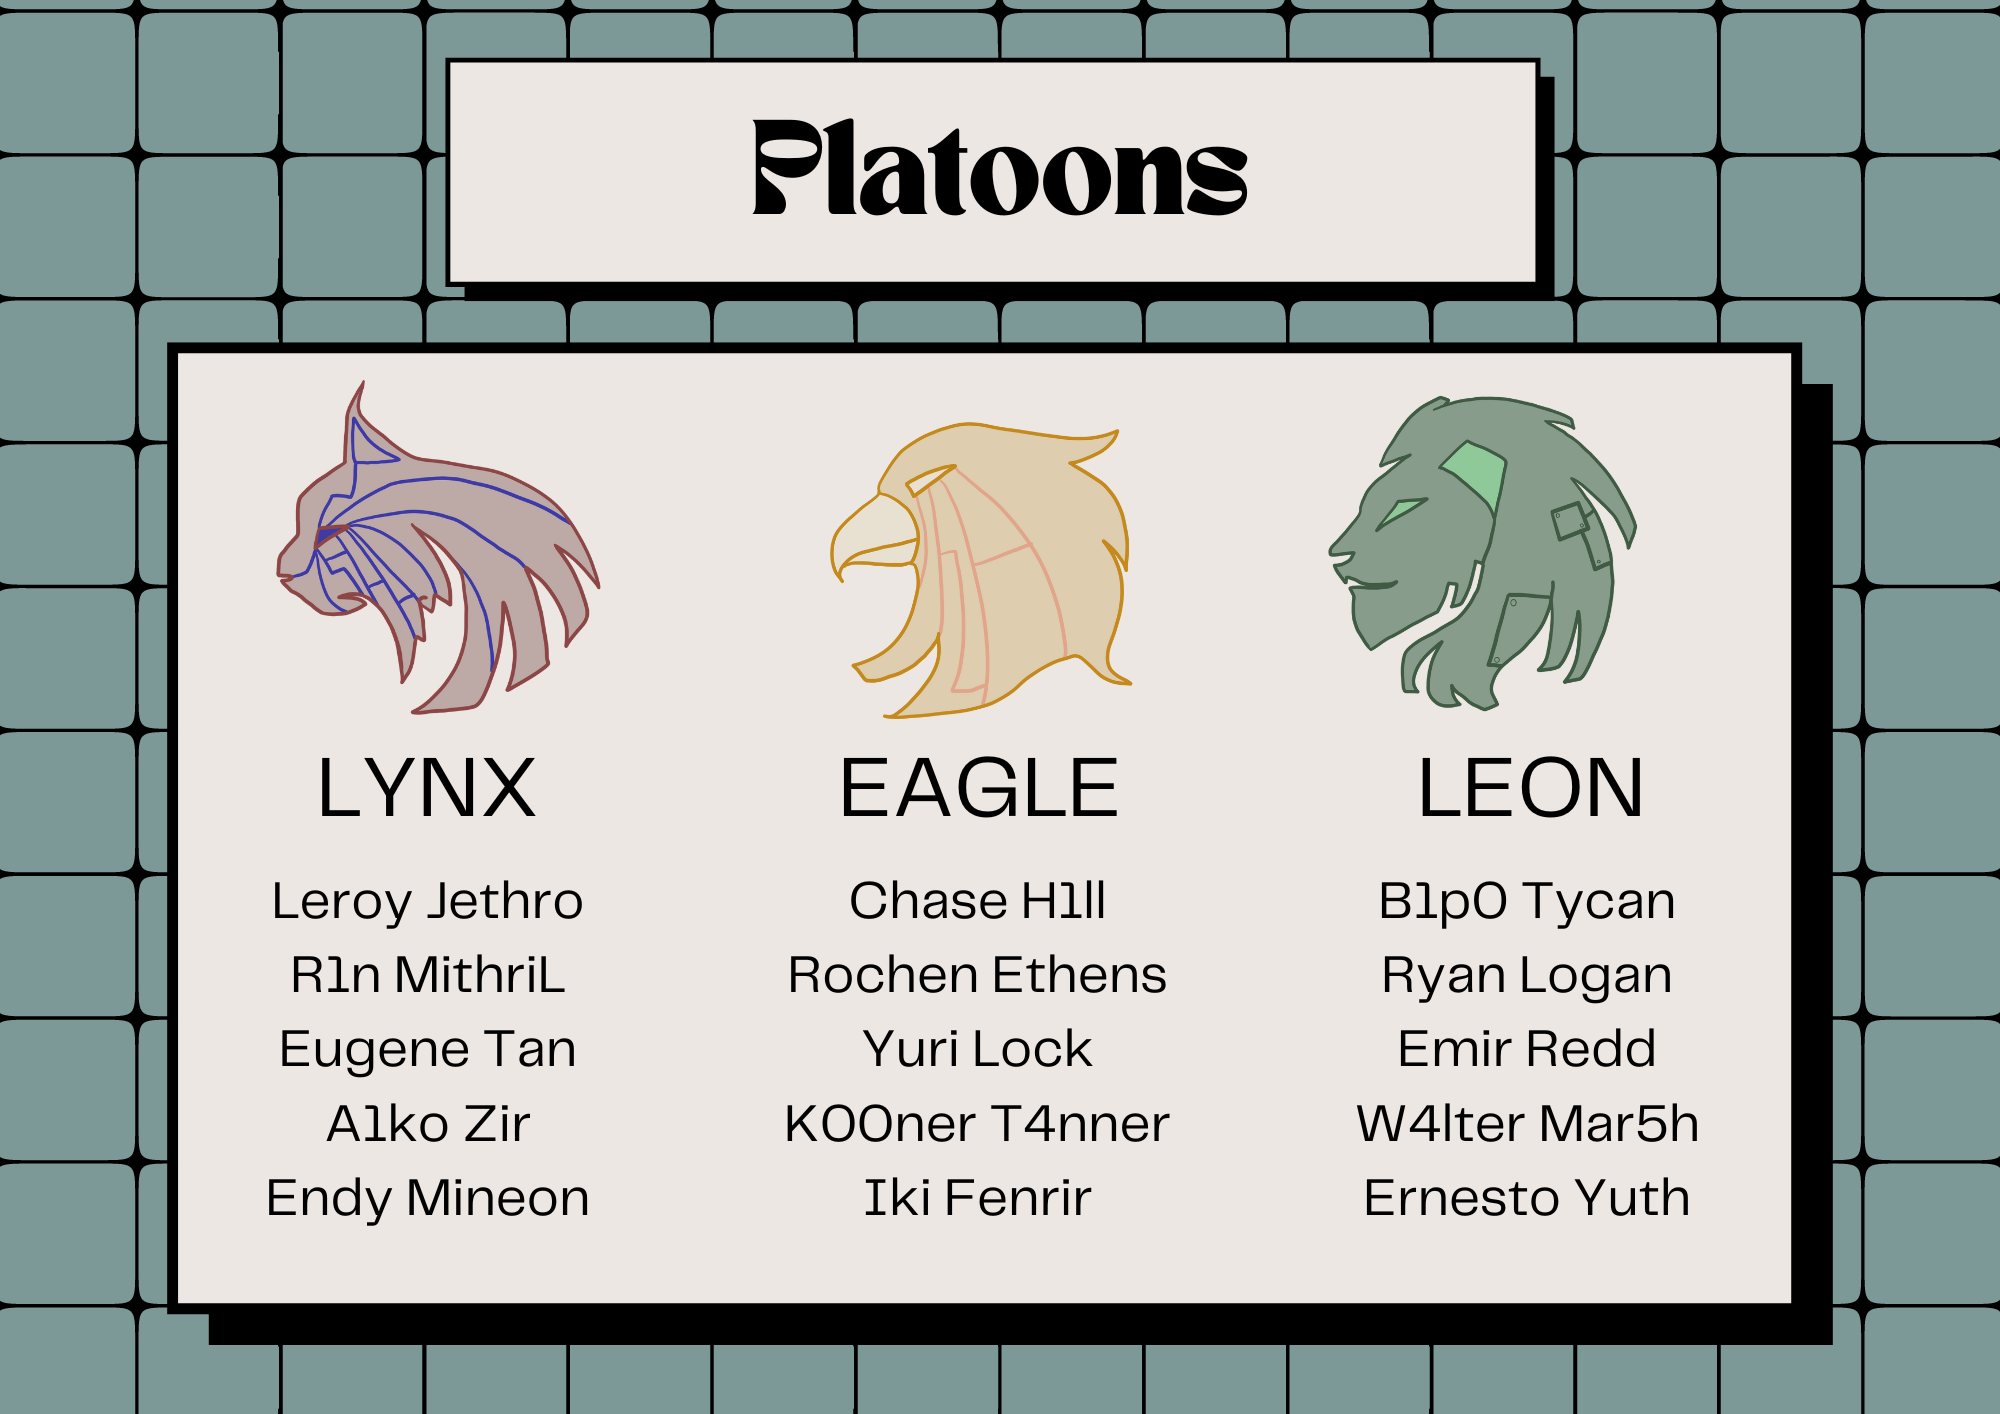 Platoons
LYNX
Leroy Jethro
R1n MithriL
Eugene Tan
A1ko Zir
Endy Mineon
EAGLE
Chase H1ll
Rochen Ethens
Yuri Lock
K00ner T4nner
Iki Fenrir
LEON
B1p0 Tycan
Ryan Logan
Emir Redd
W4lter Mar5h
Ernesto Yuth